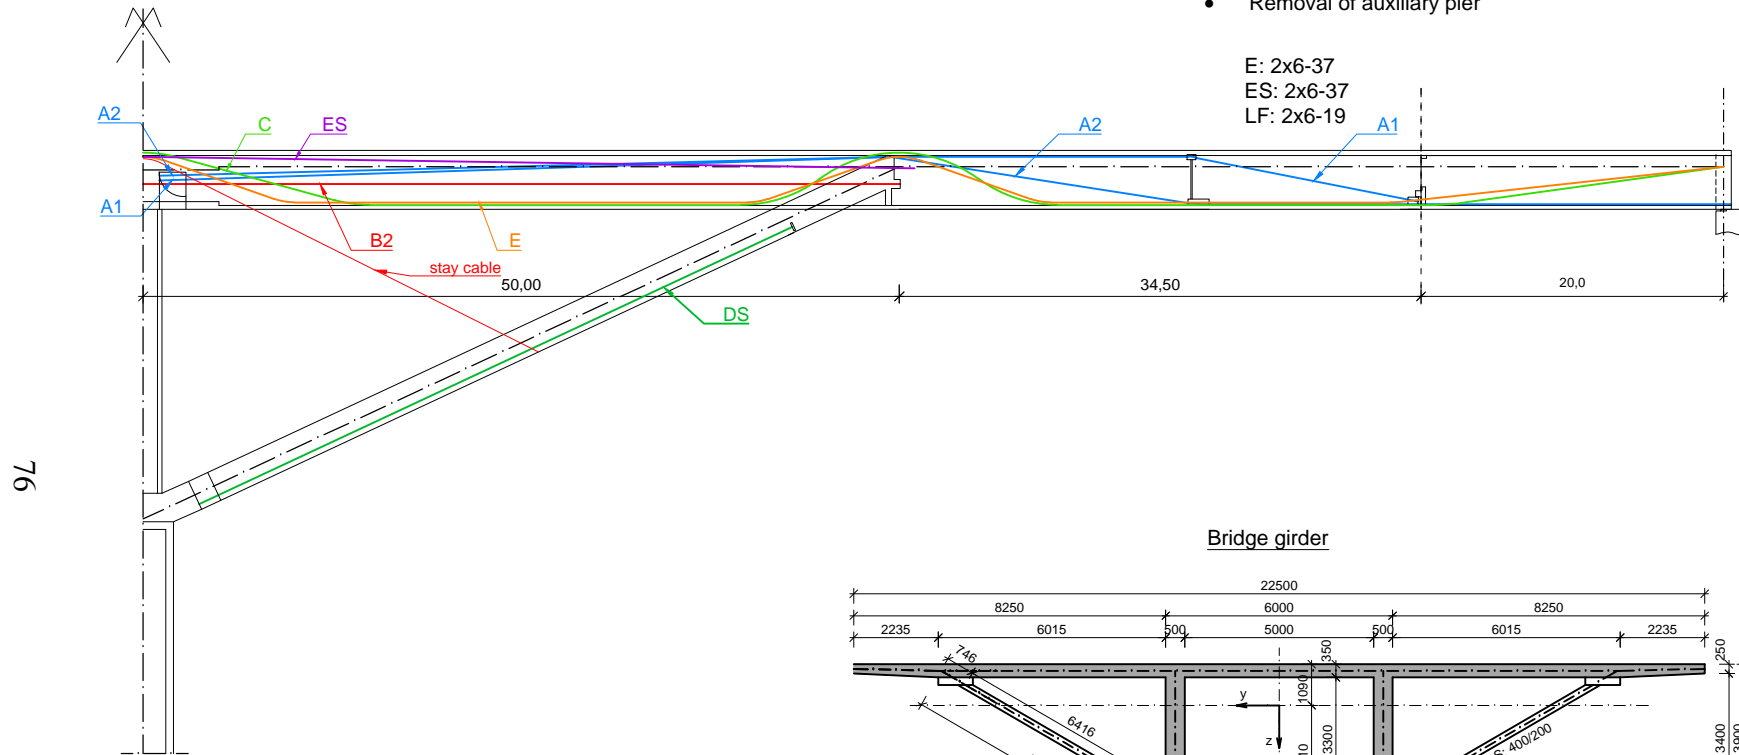 Removal of auxiliary pier
E: 2x6-37
ES: 2x6-37
LF: 2x6-19
A2
C
ES
A2
A1
A1
B2
E
stay cable
50,00
34,50
20,0
DS
76
Bridge girder
22500
8250 6000 8250
2235 6015 500 5000 500 6015 2235
746
350
250
1090
y
z
6416
3300
S: 400/200
3400
3900